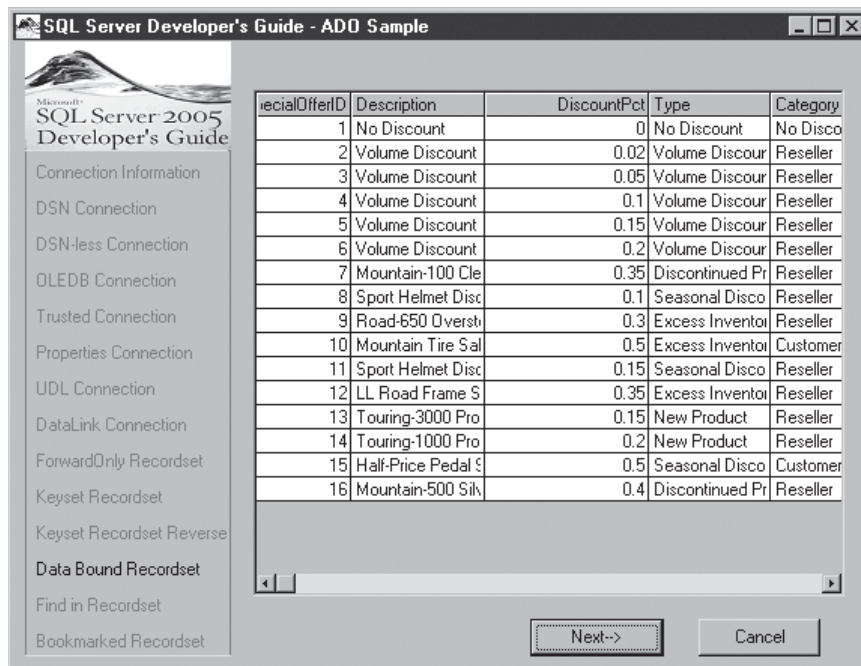 SQL Server Developer's Guide - ADO Sample
Microsoft
SQL Server 2005
Developer's Guide
Connection Information
DSN Connection
DSN-less Connection
OLEDB Connection
Trusted Connection
Properties Connection
UDL Connection
DataLink Connection
ForwardOnly Recordset
Keyset Recordset
Keyset Recordset Reverse
Data Bound Recordset
Find in Recordset
Bookmarked Recordset
ecialOfferID Description DiscountPct Type Category
1 No Discount 0 No Discount No Disco
2 Volume Discount 0.02 Volume Discour Reseller
3 Volume Discount 0.05 Volume Discour Reseller
4 Volume Discount 0.1 Volume Discour Reseller
5 Volume Discount 0.15 Volume Discour Reseller
6 Volume Discount 0.2 Volume Discour Reseller
7 Mountain-100 Cle 0.35 Discontinued Pr Reseller
8 Sport Helmet Disc 0.1 Seasonal Disco Reseller
9 Road-650 Overst 0.3 Excess Invento Reseller
10 Mountain Tire Sal 0.5 Excess Invento Customer
11 Sport Helmet Disc 0.15 Seasonal Disco Reseller
12 LL Road Frame S 0.35 Excess Invento Reseller
13 Touring-3000 Pro 0.15 New Product Reseller
14 Touring-1000 Pro 0.2 New Product Reseller
15 Half-Price Pedal S 0.5 Seasonal Disco Customer
16 Mountain-500 Silv 0.4 Discontinued Pr Reseller
Next--> Cancel